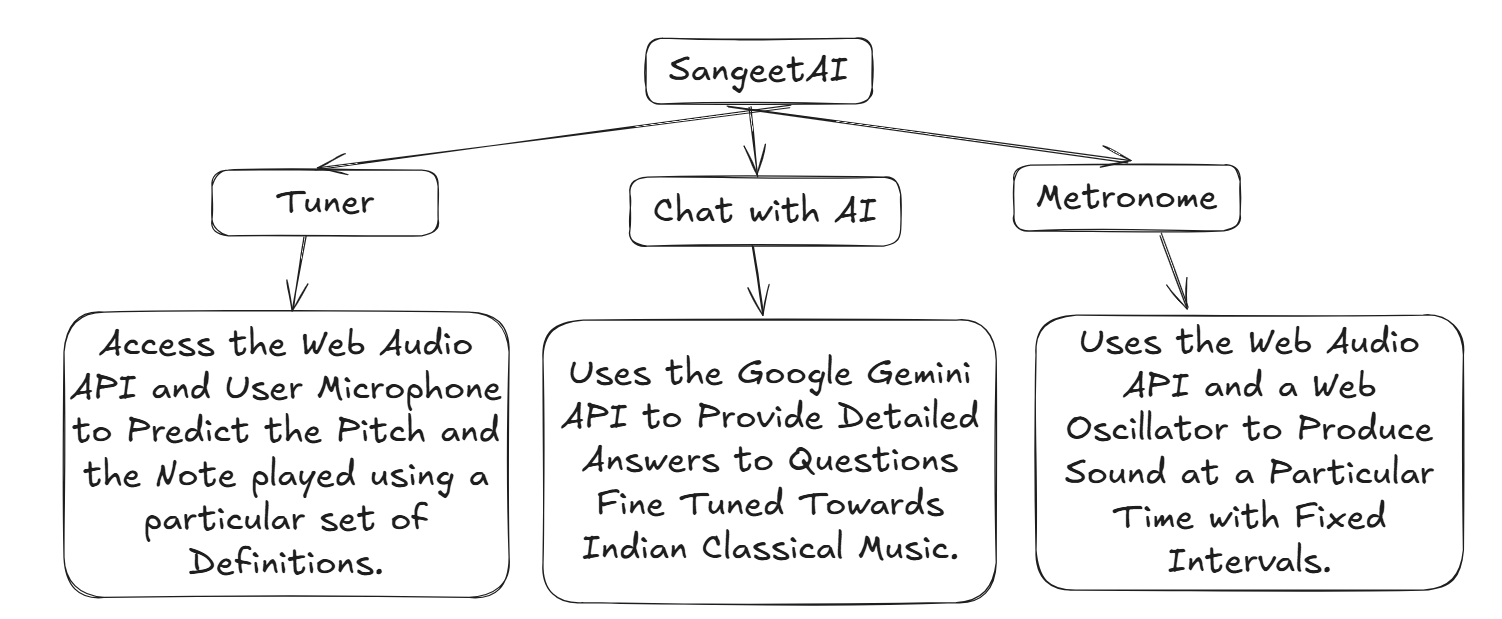 SangeetAI
Tuner
Chat with AI
Metronome
Access the Web Audio
API and User Microphone
to Predict the Pitch and
the Note played using a
particular set of
Definitions.
Uses the Google Gemini
API to Provide Detailed
Answers to Questions
Fine Tuned Towards
Indian Classical Music.
Uses the Web Audio
API and a Web
Oscillator to Produce
Sound at a Particular
Time with Fixed
Intervals.